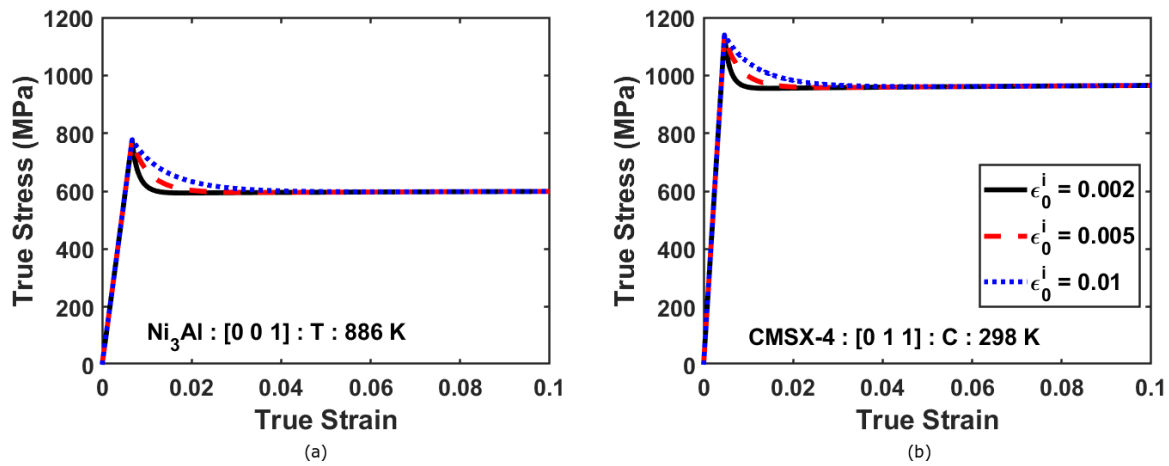 1200
1000
800
600
400
200
0
True Stress (MPa)
0 0.02 0.04 0.06 0.08 0.1
True Strain
Ni₃Al : [0 0 1] : T : 886 K
(a)
1200
1000
800
600
400
200
0
True Stress (MPa)
0 0.02 0.04 0.06 0.08 0.1
True Strain
ϵ₀ⁱ = 0.002
ϵ₀ⁱ = 0.005
ϵ₀ⁱ = 0.01
CMSX-4 : [0 1 1] : C : 298 K
(b)